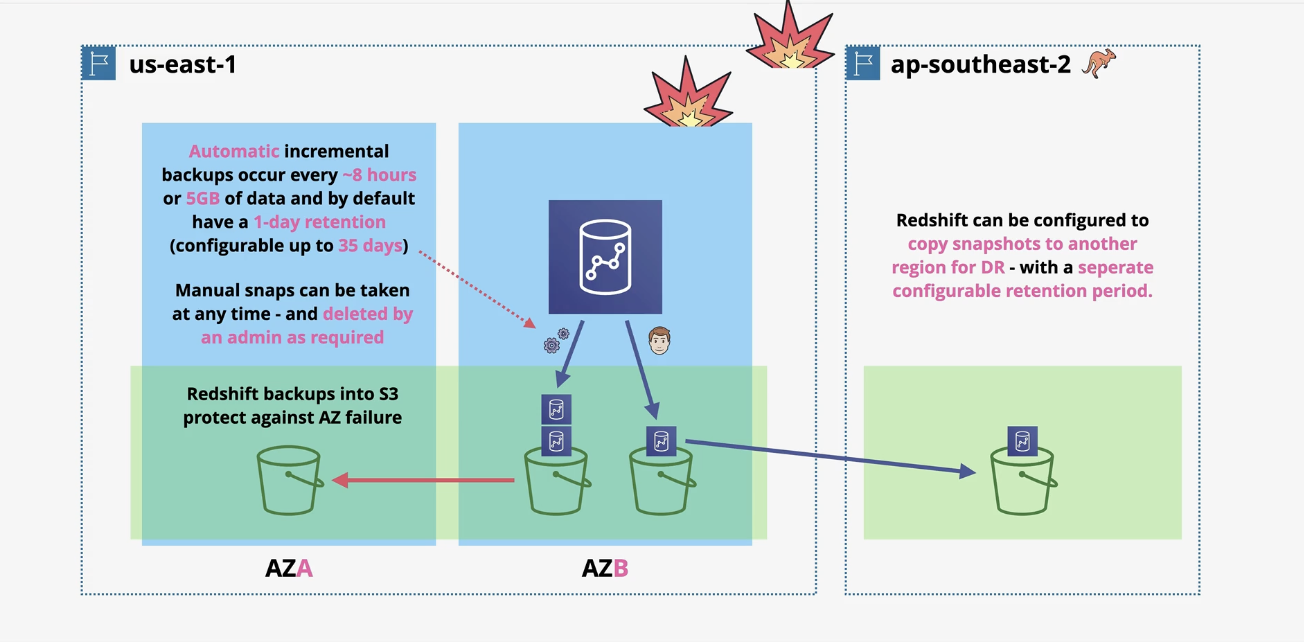 us-east-1
ap-southeast-2
Automatic incremental
backups occur every ~8 hours
or 5GB of data and by default
have a 1-day retention
(configurable up to 35 days)
Manual snaps can be taken
at any time - and deleted by
an admin as required
Redshift backups into S3
protect against AZ failure
AZA
AZB
Redshift can be configured to
copy snapshots to another
region for DR - with a seperate
configurable retention period.